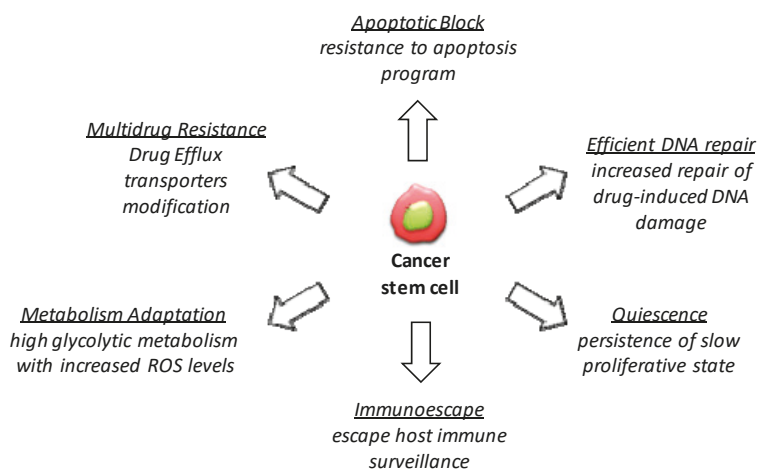 Apoptotic Block
resistance to apoptosis
program
Multidrug Resistance
Drug Efflux
transporters
modification
Efficient DNA repair
increased repair of
drug-induced DNA
damage
Cancer
stem cell
Metabolism Adaptation
high glycolytic metabolism
with increased ROS levels
Quiescence
persistence of slow
proliferative state
Immunoescape
escape host immune
surveillance